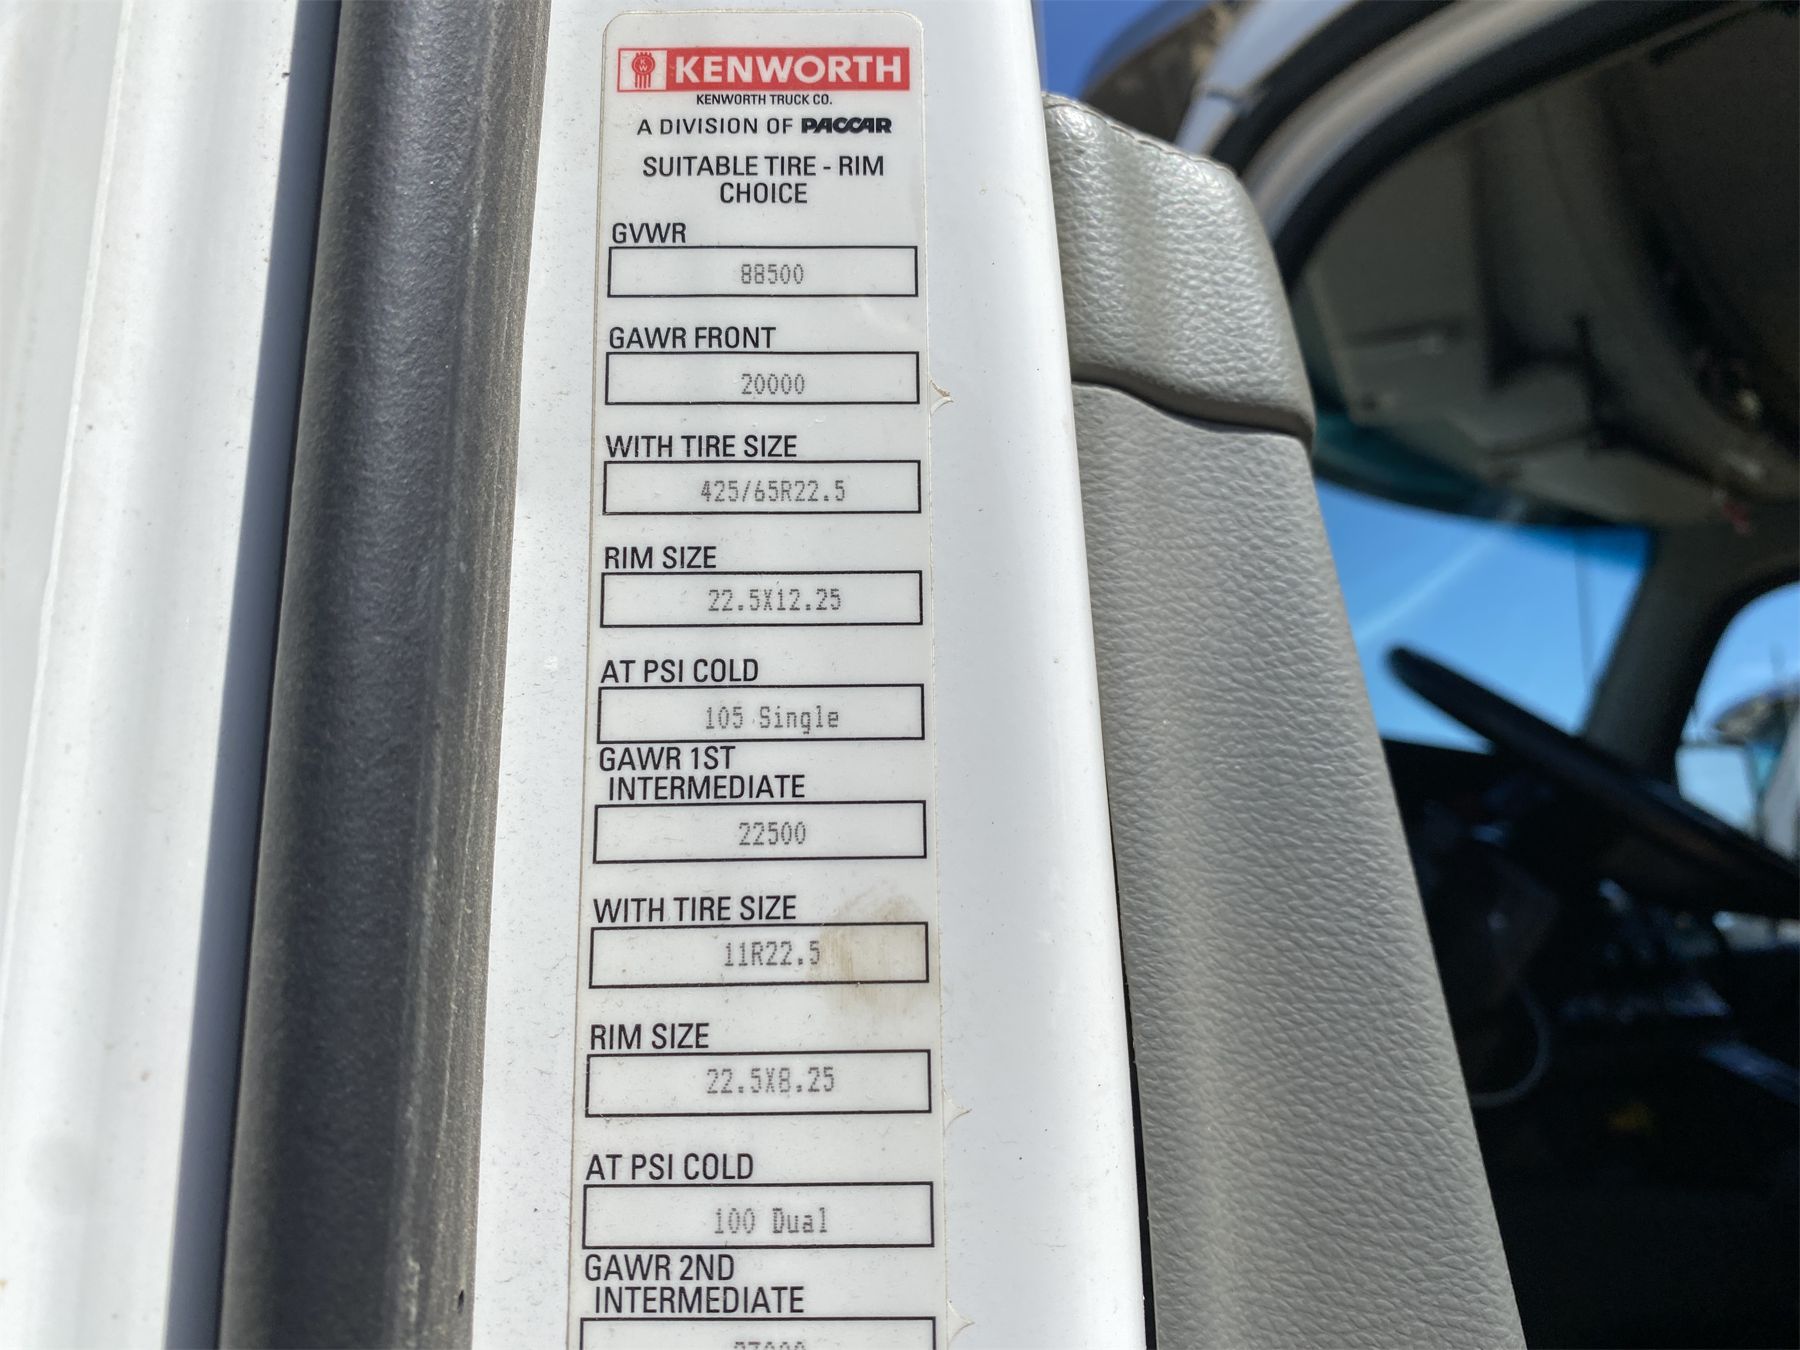 KENWORTH
KENWORTH TRUCK CO.
A DIVISION OF PACCAR
SUITABLE TIRE - RIM
CHOICE
GVWR
88500
GAWR FRONT
20000
WITH TIRE SIZE
425/65R22.5
RIM SIZE
22.5X12.25
AT PSI COLD
105 Single
GAWR 1ST
INTERMEDIATE
22500
WITH TIRE SIZE
11R22.5
RIM SIZE
22.5X8.25
AT PSI COLD
100 Dual
GAWR 2ND
INTERMEDIATE